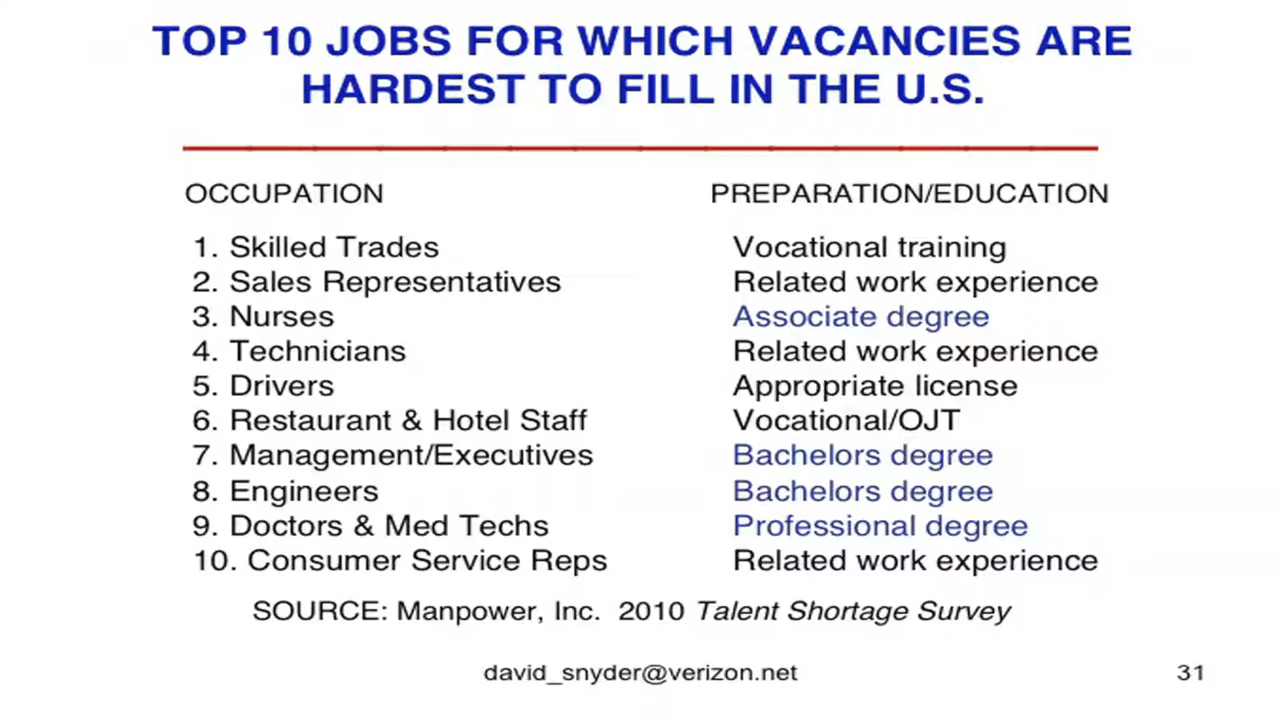 TOP 10 JOBS FOR WHICH VACANCIES ARE
HARDEST TO FILL IN THE U.S.
OCCUPATION PREPARATION/EDUCATION
1. Skilled Trades Vocational training
2. Sales Representatives Related work experience
3. Nurses Associate degree
4. Technicians Related work experience
5. Drivers Appropriate license
6. Restaurant & Hotel Staff Vocational/OJT
7. Management/Executives Bachelors degree
8. Engineers Bachelors degree
9. Doctors & Med Techs Professional degree
10. Consumer Service Reps Related work experience
SOURCE: Manpower, Inc. 2010 Talent Shortage Survey
david_snyder@verizon.net 31